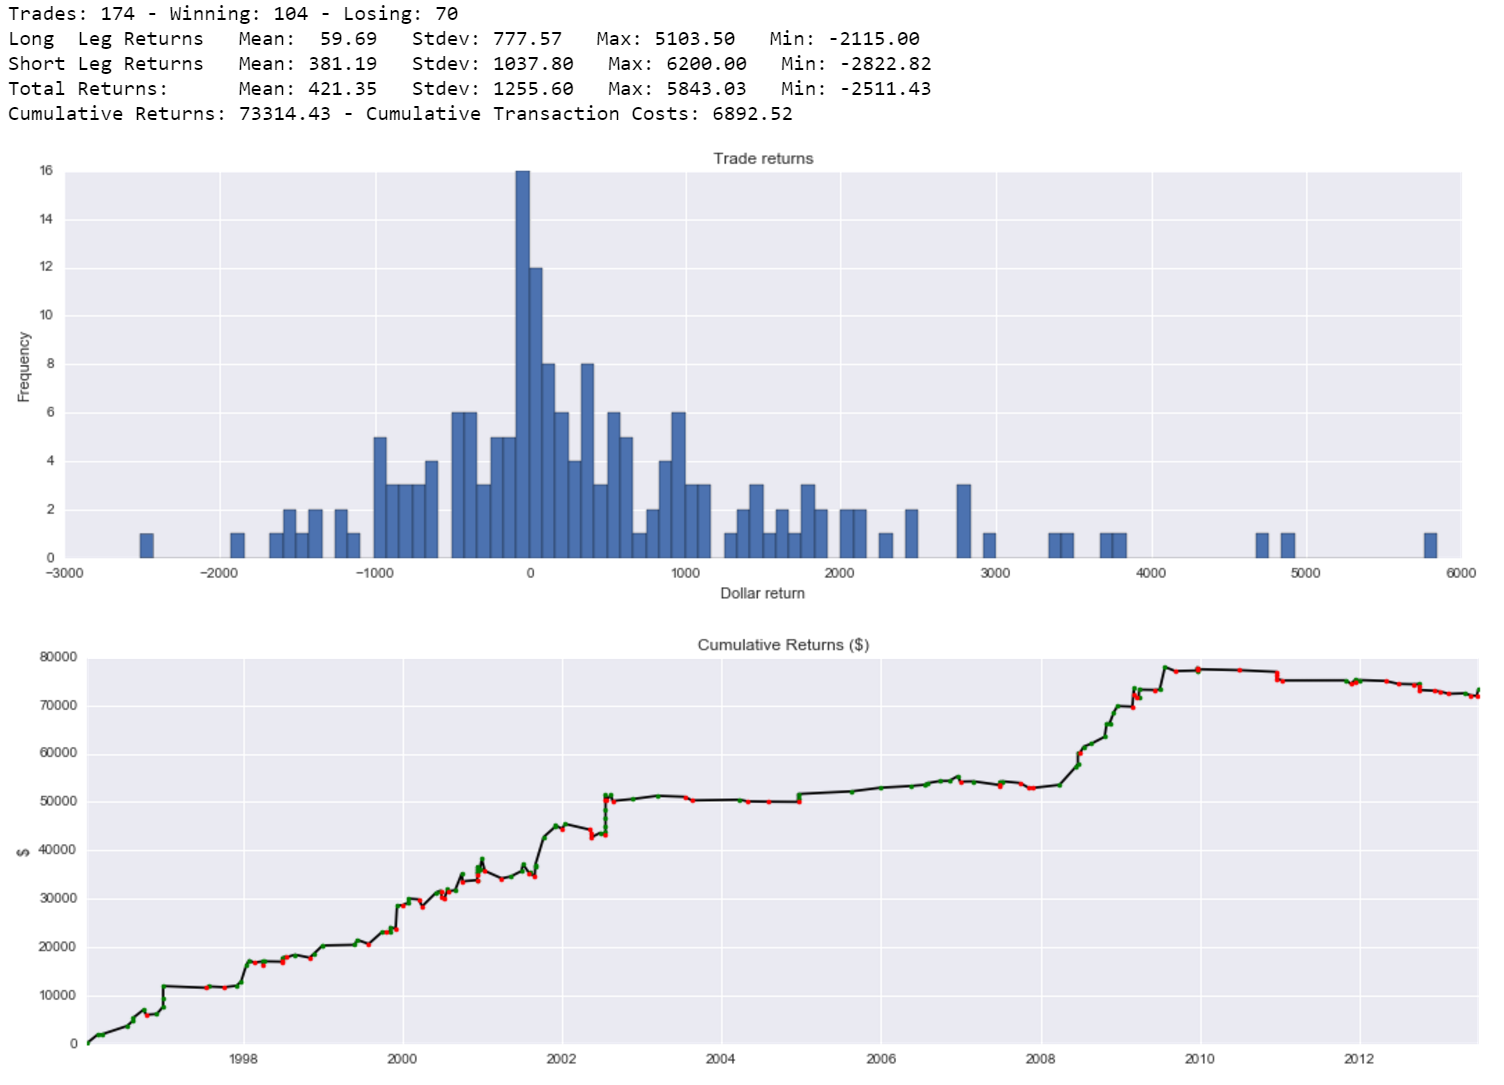 Trades: 174 - Winning: 104 - Losing: 70
Long  Leg Returns   Mean:  59.69   Stdev: 777.57   Max: 5103.50   Min: -2115.00
Short Leg Returns   Mean: 381.19   Stdev: 1037.80   Max: 6200.00   Min: -2822.82
Total Returns:      Mean: 421.35   Stdev: 1255.60   Max: 5843.03   Min: -2511.43
Cumulative Returns: 73314.43 - Cumulative Transaction Costs: 6892.52
Trade returns
16
14
12
10
8
6
4
2
0
Frequency
−3000 −2000 −1000 0 1000 2000 3000 4000 5000 6000
Dollar return
Cumulative Returns ($)
80000
70000
60000
50000
40000
30000
20000
10000
0
$
1998 2000 2002 2004 2006 2008 2010 2012